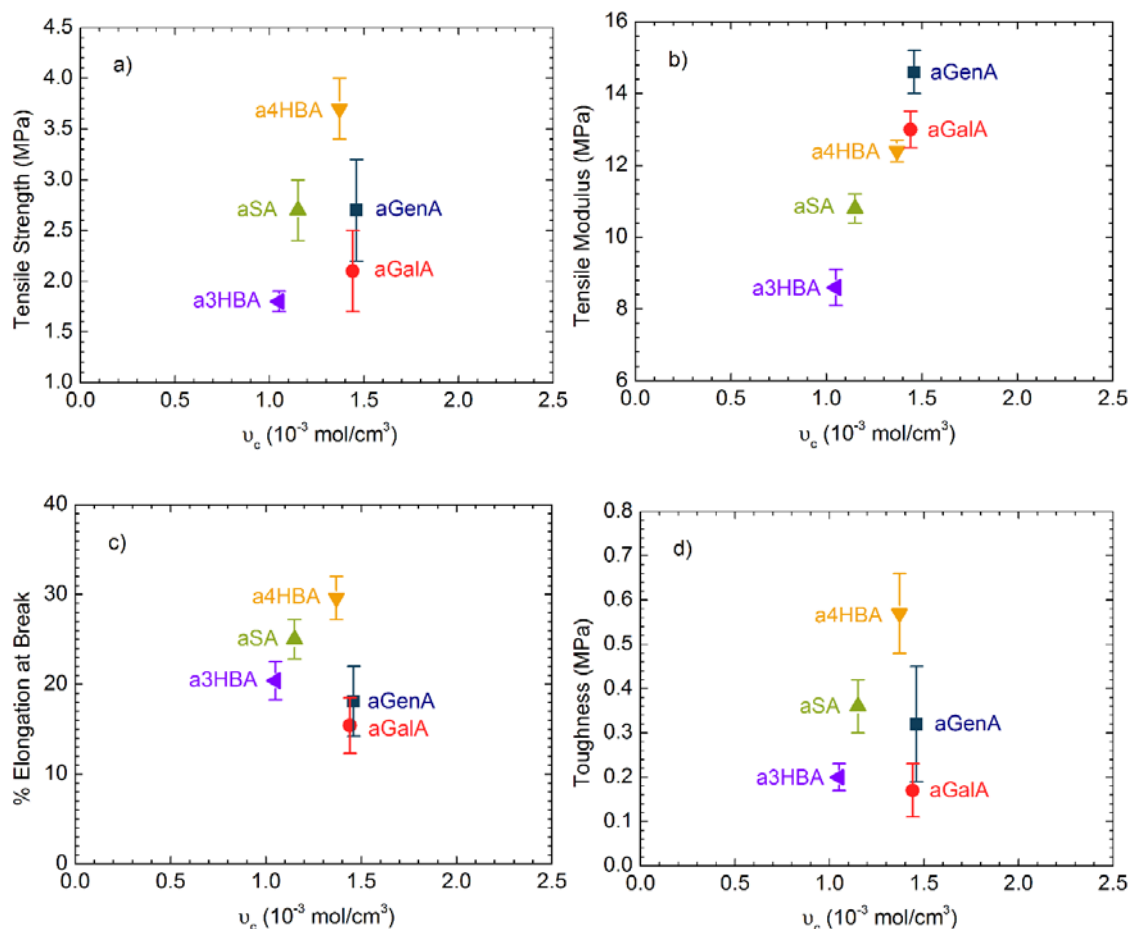 a)
Tensile Strength (MPa)
4.5
4.0
3.5
3.0
2.5
2.0
1.5
1.0
a4HBA
aSA
aGenA
aGalA
a3HBA
0.0 0.5 1.0 1.5 2.0 2.5
υc (10⁻³ mol/cm³)
b)
Tensile Modulus (MPa)
16
14
12
10
8
6
aGenA
aGalA
a4HBA
aSA
a3HBA
0.0 0.5 1.0 1.5 2.0 2.5
υc (10⁻³ mol/cm³)
c)
% Elongation at Break
40
30
20
10
0
a4HBA
aSA
a3HBA
aGenA
aGalA
0.0 0.5 1.0 1.5 2.0 2.5
υc (10⁻³ mol/cm³)
d)
Toughness (MPa)
0.8
0.7
0.6
0.5
0.4
0.3
0.2
0.1
0.0
a4HBA
aSA
aGenA
a3HBA
aGalA
0.0 0.5 1.0 1.5 2.0 2.5
υc (10⁻³ mol/cm³)